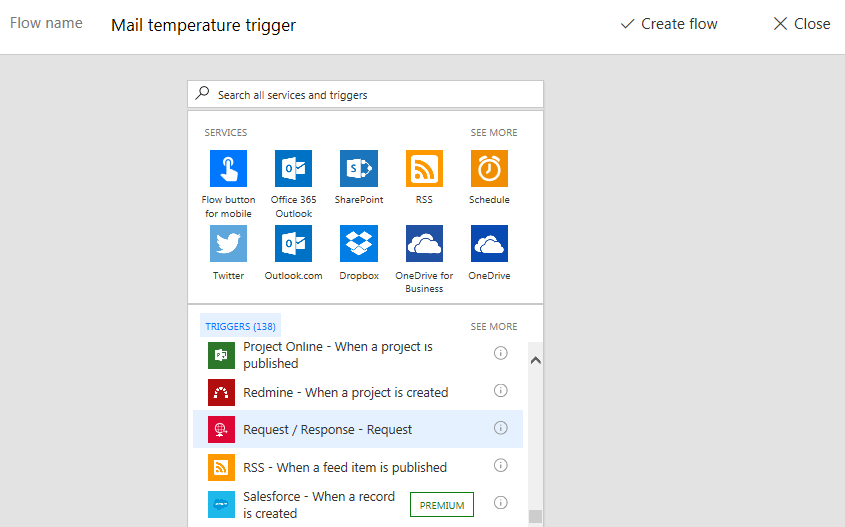 Flow name Mail temperature trigger Create flow Close
Search all services and triggers
SERVICES SEE MORE
Flow button for mobile
Office 365 Outlook
SharePoint
RSS
Schedule
Twitter
Outlook.com
Dropbox
OneDrive for Business
OneDrive
TRIGGERS (138) SEE MORE
Project Online - When a project is
published
Redmine - When a project is created
Request / Response - Request
RSS - When a feed item is published
Salesforce - When a record
is created PREMIUM